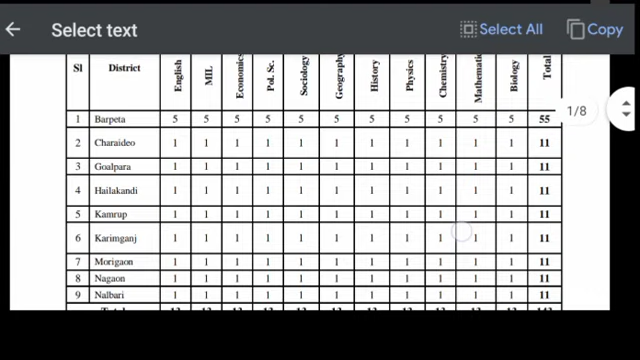 Select text
Select All
Copy
Sl District English MIL Economics Pol. Sc. Sociology Geography History Physics Chemistry Mathematic Biology Total
1 Barpeta 5 5 5 5 5 5 5 5 5 5 5 55
1/8
2 Charaideo 1 1 1 1 1 1 1 1 1 1 1 11
3 Goalpara 1 1 1 1 1 1 1 1 1 1 1 11
4 Hailakandi 1 1 1 1 1 1 1 1 1 1 1 11
5 Kamrup 1 1 1 1 1 1 1 1 1 1 1 11
6 Karimganj 1 1 1 1 1 1 1 1 1 1 1 11
7 Morigaon 1 1 1 1 1 1 1 1 1 1 1 11
8 Nagaon 1 1 1 1 1 1 1 1 1 1 1 11
9 Nalbari 1 1 1 1 1 1 1 1 1 1 1 11